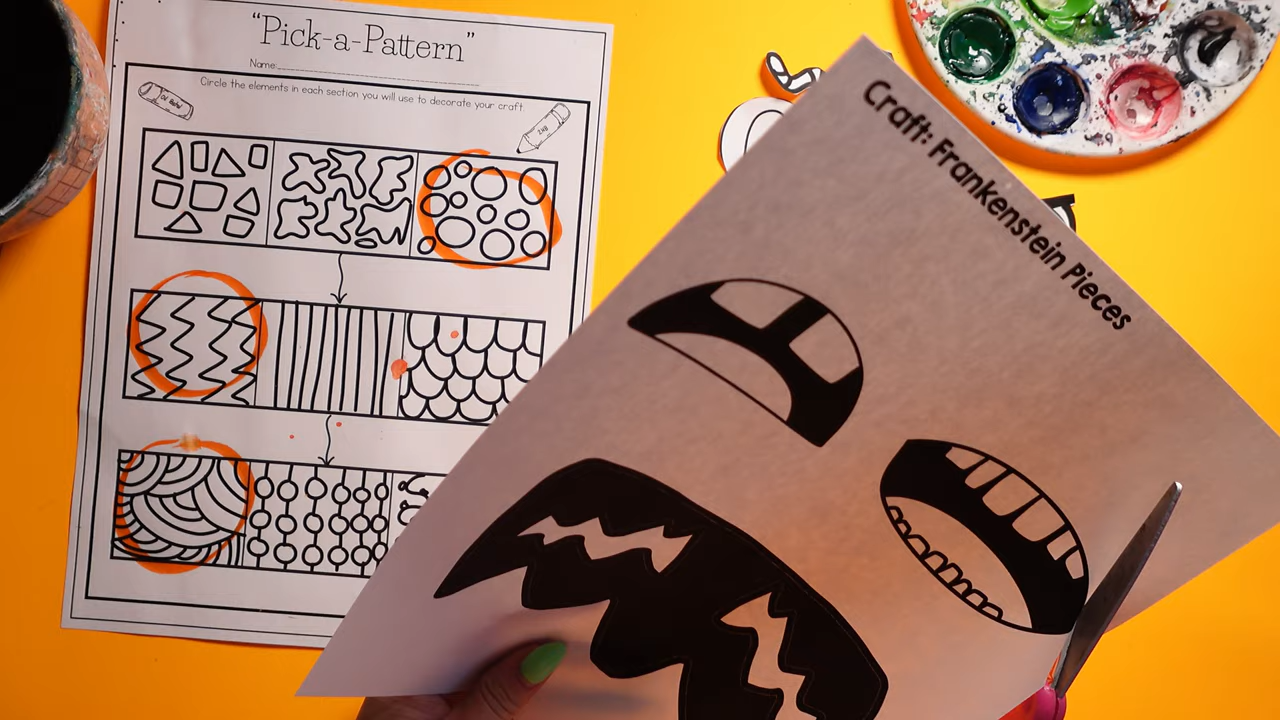 “Pick-a-Pattern”
Name:
Circle the elements in each section you will use to decorate your craft.
Craft: Frankenstein Pieces